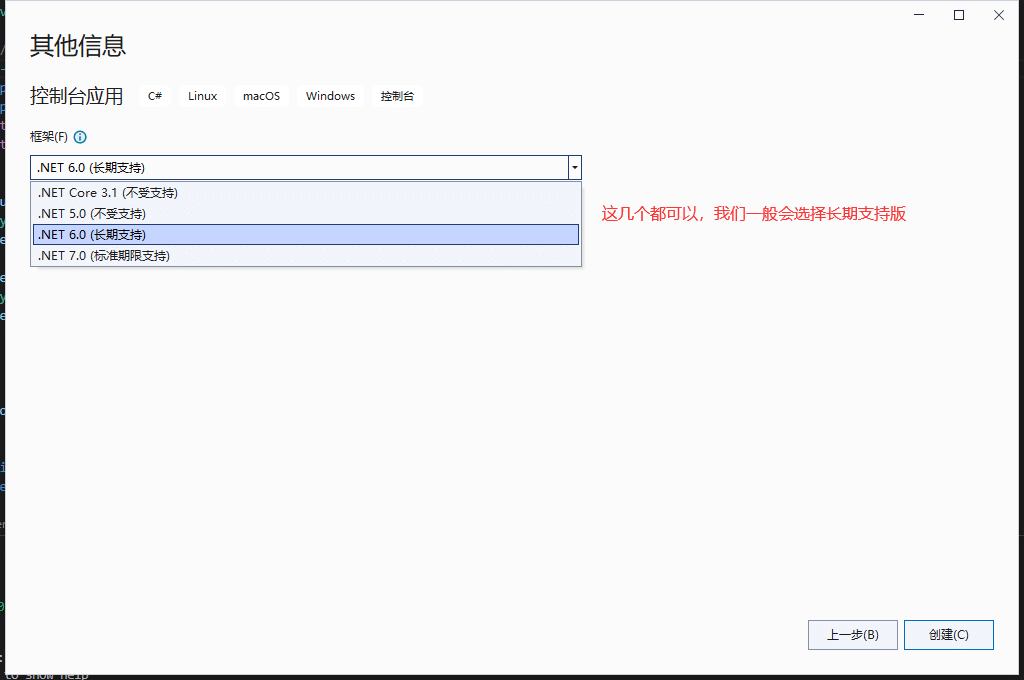 其他信息
控制台应用 C# Linux macOS Windows 控制台
框架(F)
.NET 6.0 (长期支持)
.NET Core 3.1 (不受支持)
.NET 5.0 (不受支持)
.NET 6.0 (长期支持)
.NET 7.0 (标准期限支持)
这几个都可以，我们一般会选择长期支持版
上一步(B) 创建(C)
to show help